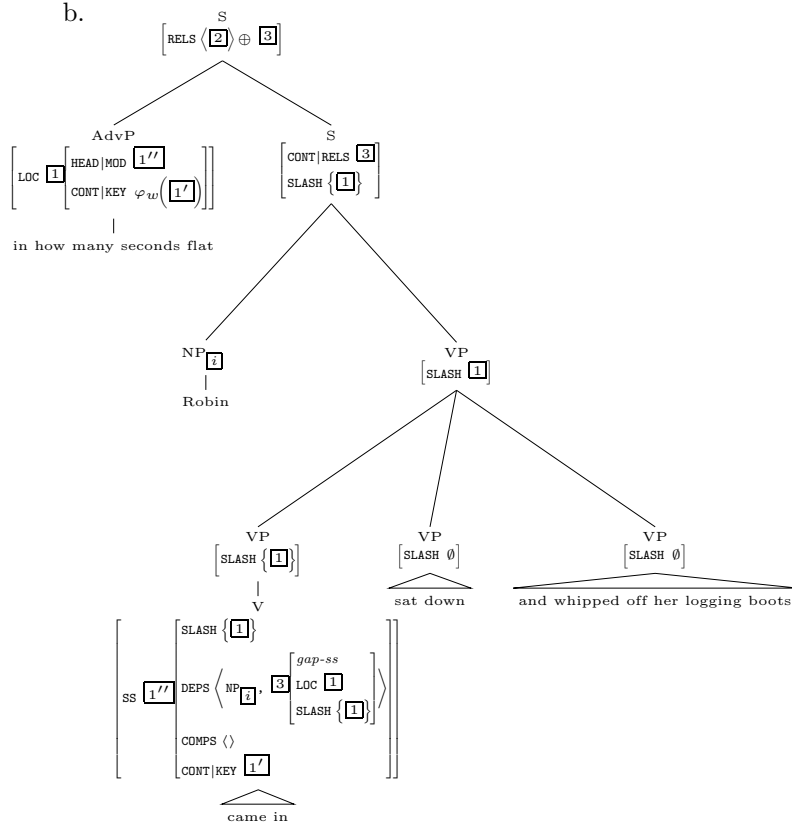 b.
S
[RELS ⟨[2]⟩ ⊕ [3]]
AdvP S
[LOC [1] [HEAD|MOD [1′′] [CONT|RELS [3]
CONT|KEY φw([1′])]] SLASH {[1]}]
in how many seconds flat
NP[i] VP
[SLASH [1]]
Robin
VP VP VP
[SLASH {[1]}] [SLASH ∅] [SLASH ∅]
V sat down and whipped off her logging boots
SLASH {[1]}
gap-ss
SS [1′′] DEPS ⟨NP[i], [3] LOC [1]⟩
SLASH {[1]}
COMPS ⟨⟩
CONT|KEY [1′]
came in